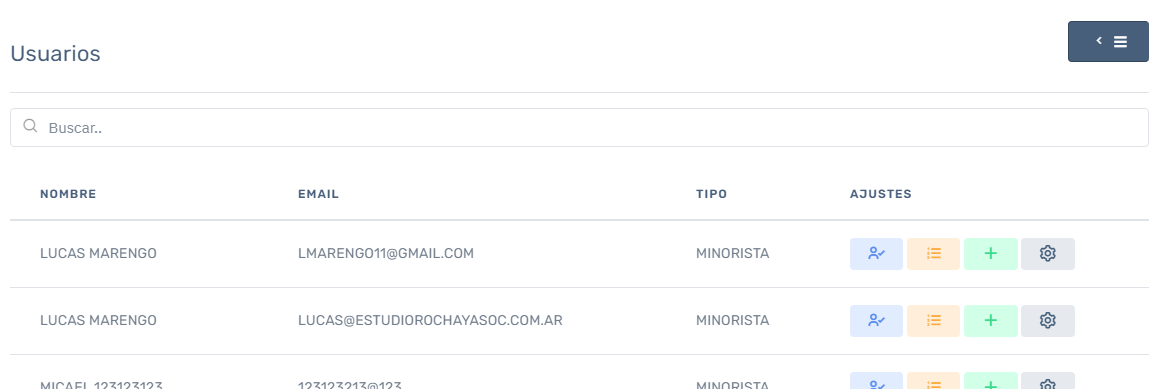 Usuarios
Buscar..
NOMBRE EMAIL TIPO AJUSTES
LUCAS MARENGO LMARENGO11@GMAIL.COM MINORISTA
LUCAS MARENGO LUCAS@ESTUDIOROCHAYASOC.COM.AR MINORISTA
MICAEL 123123123 123123213@123 MINORISTA